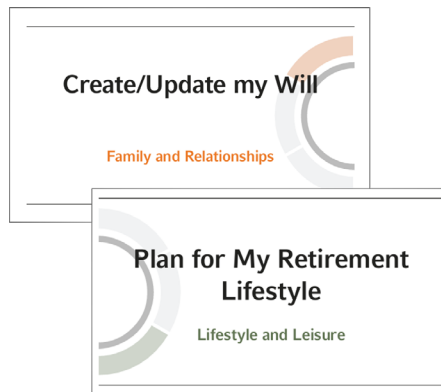 Create/Update my Will
Family and Relationships
Plan for My Retirement
Lifestyle
Lifestyle and Leisure